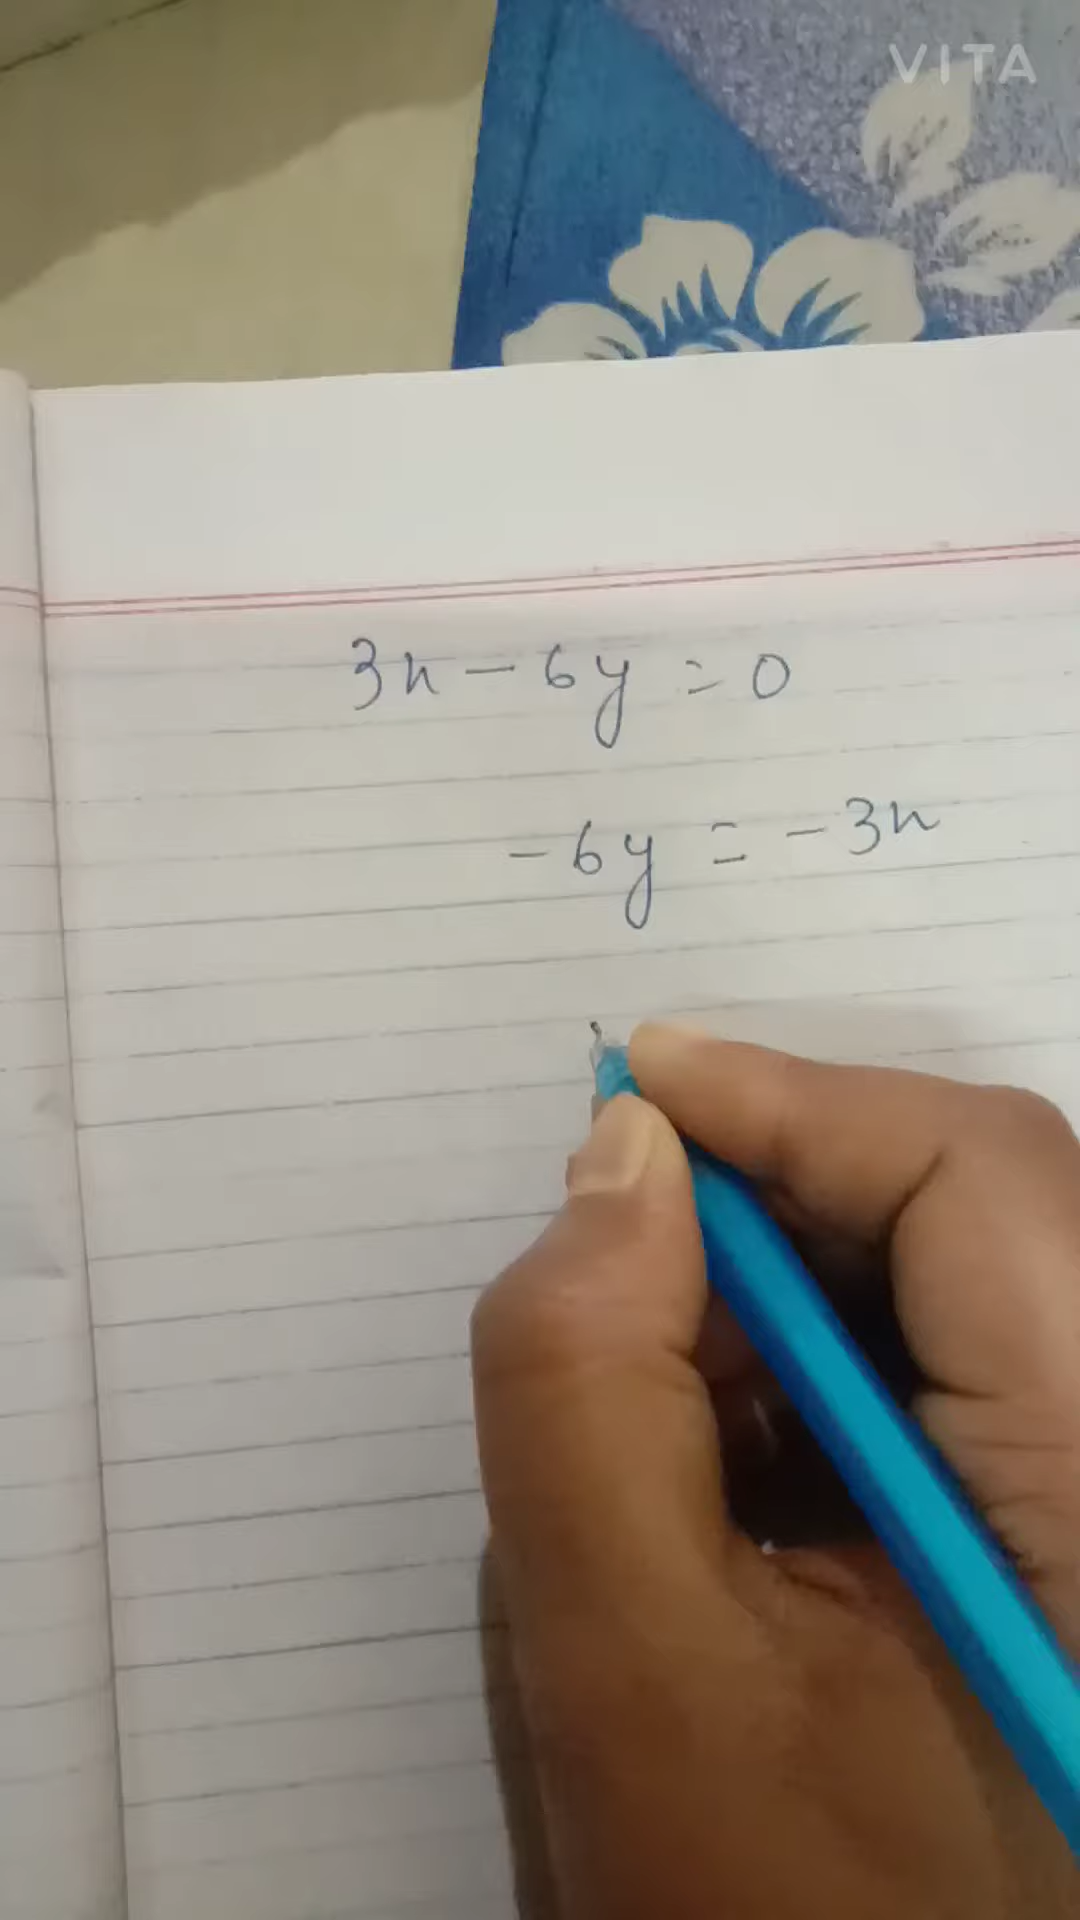 VITA
3x - 6y = 0
- 6y = - 3x